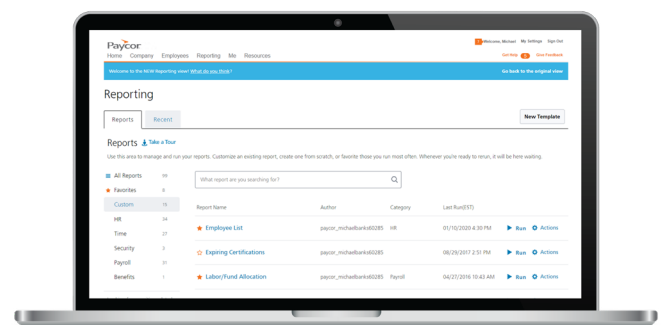 Paycor
Welcome, Michael My Settings Sign Out
Home Company Employees Reporting Me Resources
Get Help Give Feedback
Welcome to the NEW Reporting view! What do you think?
Go back to the original view
Reporting
Reports Recent
New Template
Reports Take a Tour
Use this area to manage and run your reports. Customize an existing report, create one from scratch, or favorite those you run most often. Whenever you're ready to rerun, it will be here waiting.
All Reports 99
What report are you searching for?
Favorites 8
Custom 15
Report Name Author Category Last Run(EST)
HR 34
Employee List paycor_michaelbanks60285 HR 01/10/2020 4:30 PM Run Actions
Time 27
Security 3
Expiring Certifications paycor_michaelbanks60285 08/29/2017 2:51 PM Run Actions
Payroll 31
Benefits 1
Labor/Fund Allocation paycor_michaelbanks60285 Payroll 04/27/2016 10:43 AM Run Actions